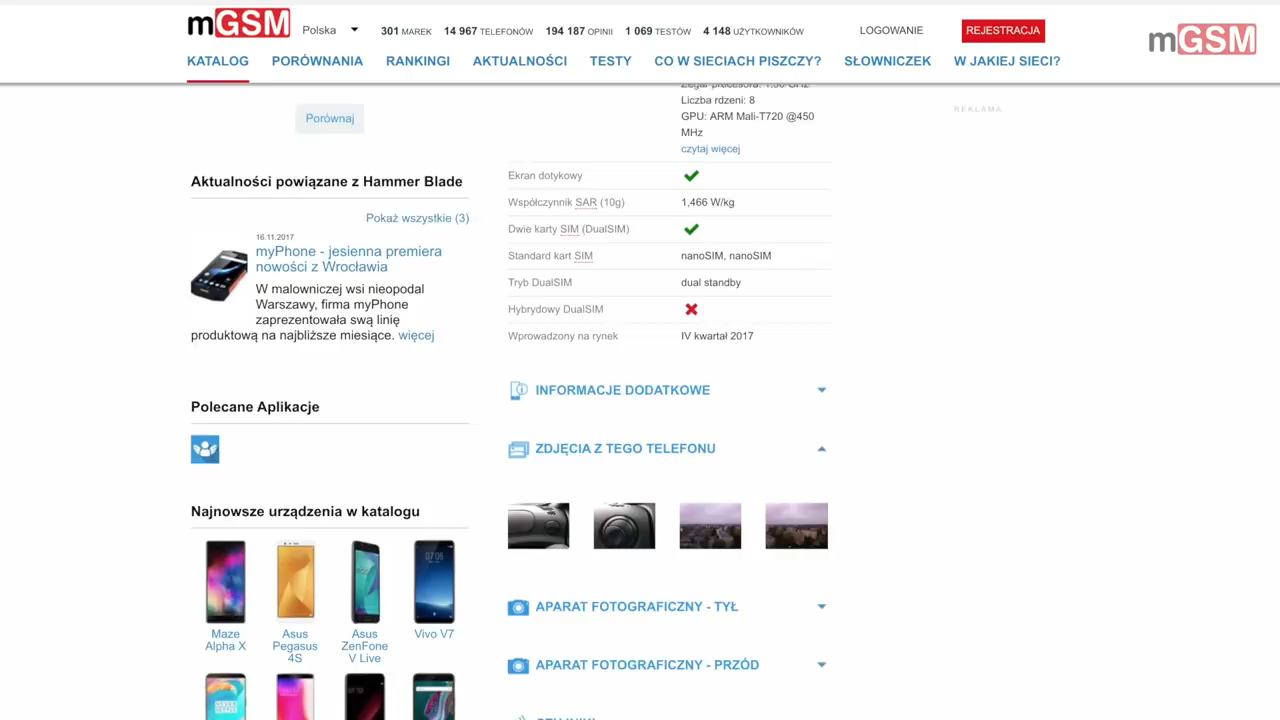 mGSM
Polska
301 MAREK 14 967 TELEFONÓW 194 187 OPINII 1 069 TESTÓW 4 148 UŻYTKOWNIKÓW
LOGOWANIE
REJESTRACJA
mGSM
KATALOG PORÓWNANIA RANKINGI AKTUALNOŚCI TESTY CO W SIECIACH PISZCZY? SŁOWNICZEK W JAKIEJ SIECI?
Porównaj
Aktualności powiązane z Hammer Blade
Pokaż wszystkie (3)
16.11.2017
myPhone - jesienna premiera
nowości z Wrocławia
W malowniczej wsi nieopodal
Warszawy, firma myPhone
zaprezentowała swą linię
produktową na najbliższe miesiące. więcej
Polecane Aplikacje
Najnowsze urządzenia w katalogu
Maze
Alpha X
Asus
Pegasus
4S
Asus
ZenFone
V Live
Vivo V7
Zegar procesora: 1,50 GHz
Liczba rdzeni: 8
GPU: ARM Mali-T720 @450
MHz
czytaj więcej
Ekran dotykowy
Współczynnik SAR (10g) 1,466 W/kg
Dwie karty SIM (DualSIM)
Standard kart SIM nanoSIM, nanoSIM
Tryb DualSIM dual standby
Hybrydowy DualSIM
Wprowadzony na rynek IV kwartał 2017
INFORMACJE DODATKOWE
ZDJĘCIA Z TEGO TELEFONU
APARAT FOTOGRAFICZNY - TYŁ
APARAT FOTOGRAFICZNY - PRZÓD
REKLAMA